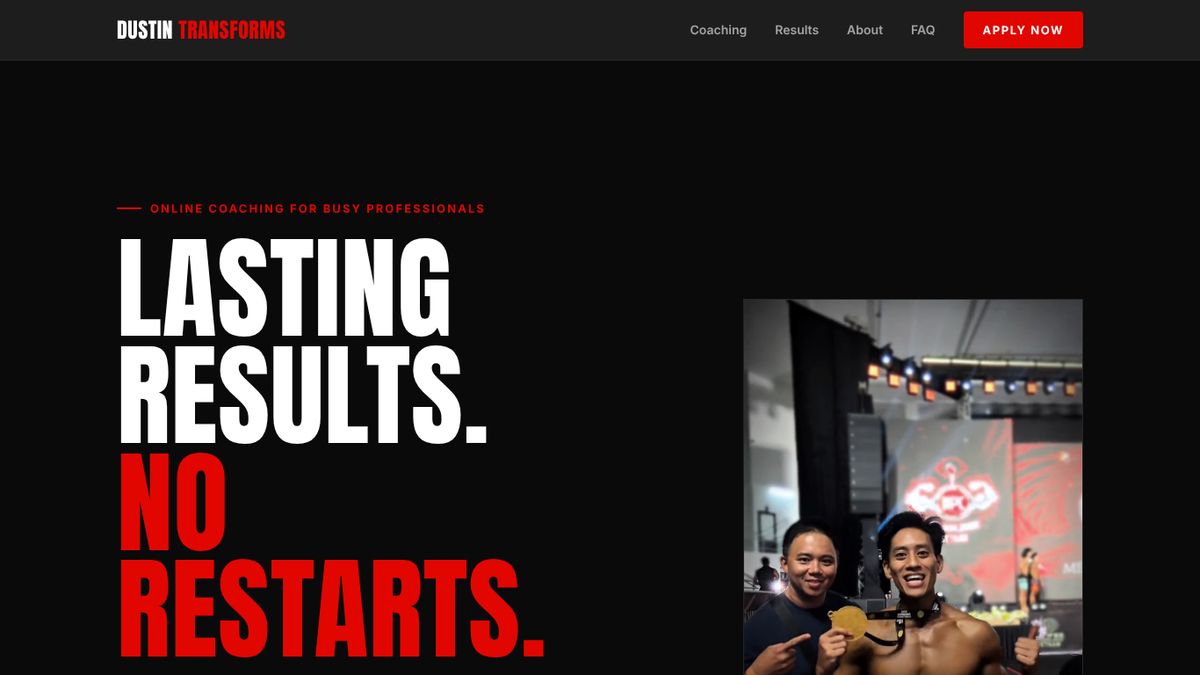 DUSTIN TRANSFORMS
Coaching
Results
About
FAQ
APPLY NOW
ONLINE COACHING FOR BUSY PROFESSIONALS
LASTING
RESULTS.
NO
RESTARTS.